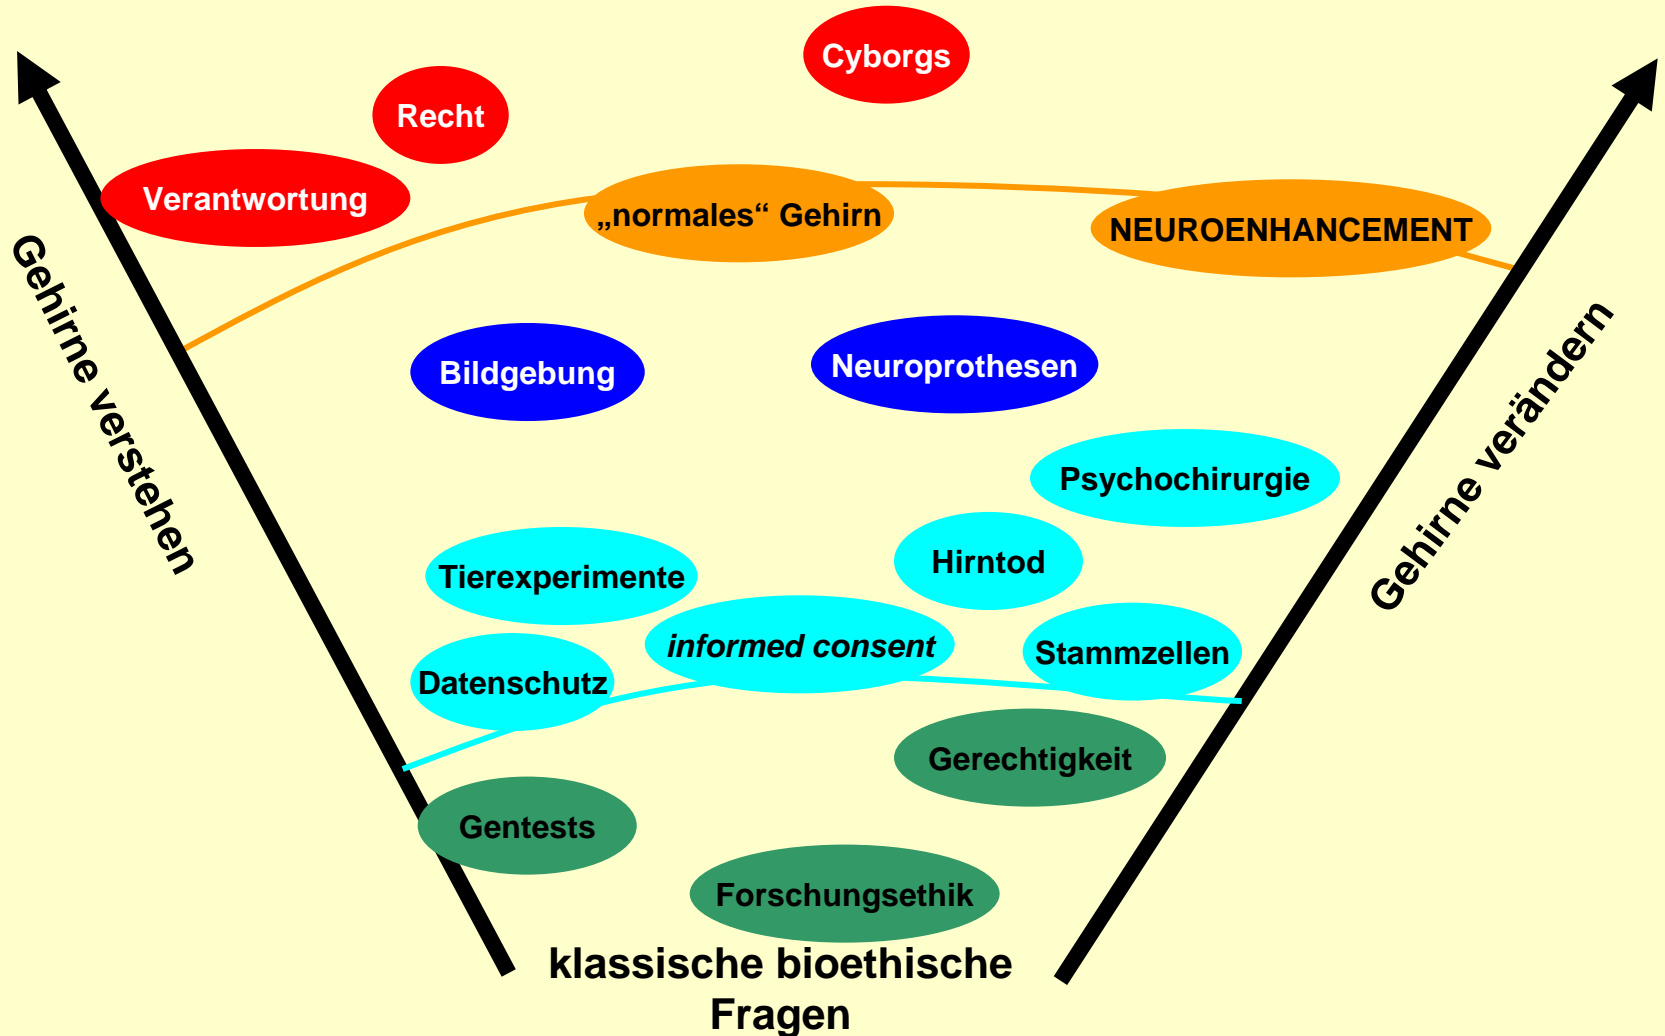 Cyborgs
Recht
Verantwortung
„normales“ Gehirn
NEUROENHANCEMENT
Gehirne verstehen
Gehirne verändern
Bildgebung
Neuroprothesen
Psychochirurgie
Hirntod
Tierexperimente
informed consent
Stammzellen
Datenschutz
Gerechtigkeit
Gentests
Forschungsethik
klassische bioethische
Fragen